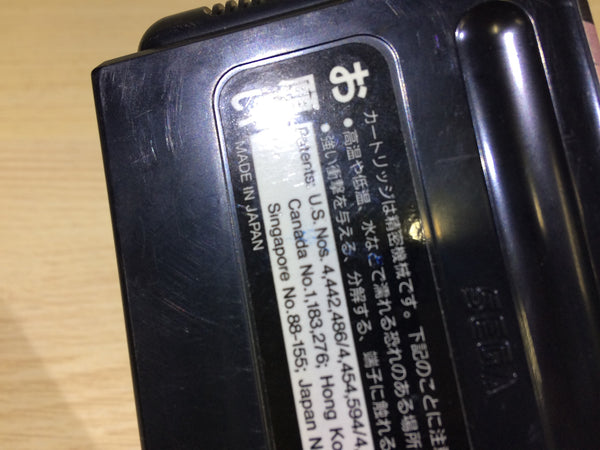 お願い
カートリッジは精密機械です。下記のことに注意
●高温や低温、水などで濡れる恐れのある場所
●強い衝撃を与える、分解する、端子に触れる
Patents: U.S. Nos. 4,442,486/4,454,594/4
Canada No.1,183,276; Hong Ko
Singapore No.88-155; Japan N
MADE IN JAPAN
SEGA